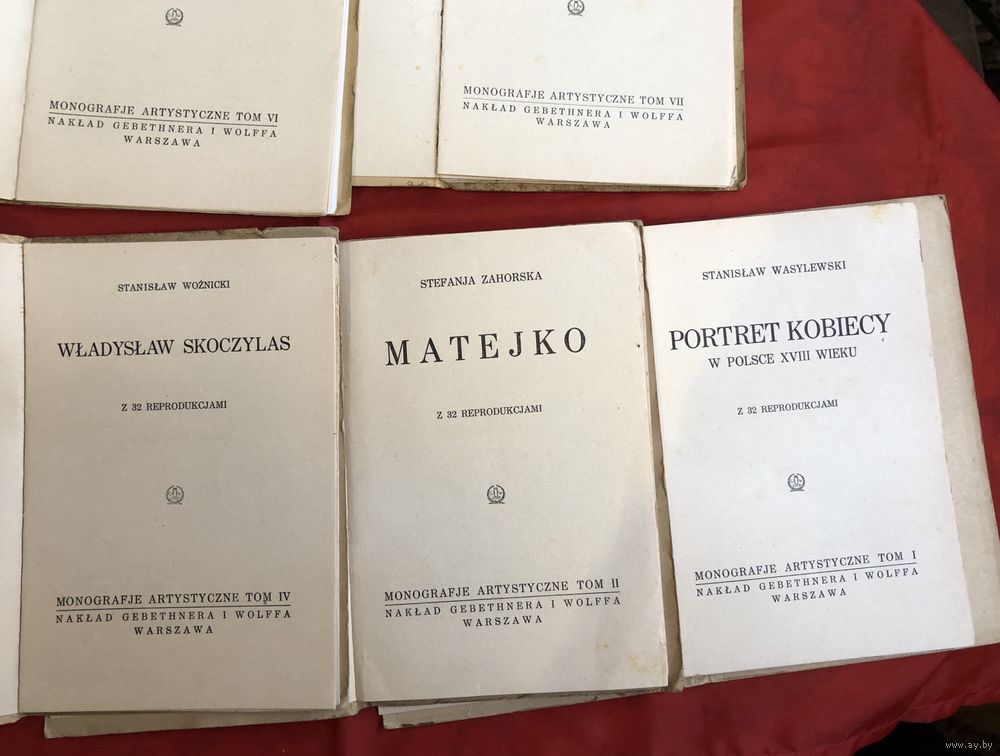 MONOGRAFJE ARTYSTYCZNE TOM VI
NAKŁAD GEBETHNERA I WOLFFA
WARSZAWA
MONOGRAFJE ARTYSTYCZNE TOM VII
NAKŁAD GEBETHNERA I WOLFFA
WARSZAWA
STANISŁAW WOŹNICKI
WŁADYSŁAW SKOCZYLAS
Z 32 REPRODUKCJAMI
MONOGRAFJE ARTYSTYCZNE TOM IV
NAKŁAD GEBETHNERA I WOLFFA
WARSZAWA
STEFANJA ZAHORSKA
MATEJKO
Z 32 REPRODUKCJAMI
MONOGRAFJE ARTYSTYCZNE TOM II
NAKŁAD GEBETHNERA I WOLFFA
WARSZAWA
STANISŁAW WASYLEWSKI
PORTRET KOBIECY
W POLSCE XVIII WIEKU
Z 32 REPRODUKCJAMI
MONOGRAFJE ARTYSTYCZNE TOM I
NAKŁAD GEBETHNERA I WOLFFA
WARSZAWA
www.ay.by